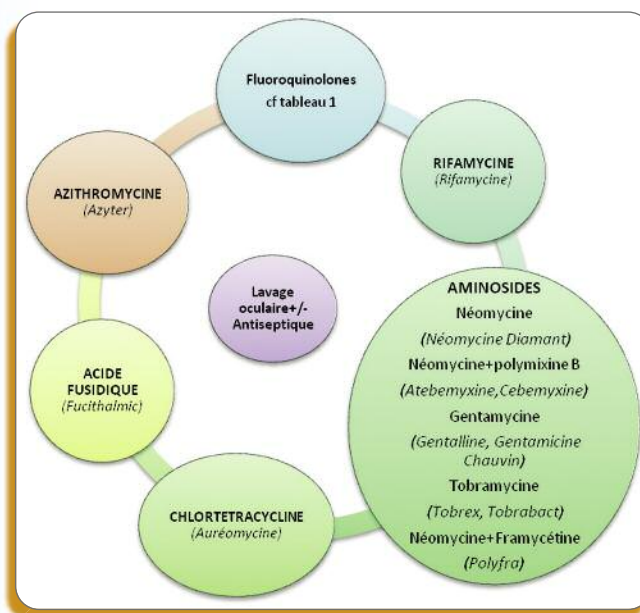 Fluoroquinolones
cf tableau 1
RIFAMYCINE
(Rifamycine)
AMINOSIDES
Néomycine
(Néomycine Diamant)
Néomycine+polymixine B
(Atebemyxine,Cebemyxine)
Gentamycine
(Gentalline, Gentamicine
Chauvin)
Tobramycine
(Tobrex, Tobrabact)
Néomycine+Framycétine
(Polyfra)
CHLORTETRACYCLINE
(Auréomycine)
ACIDE
FUSIDIQUE
(Fucithalmic)
AZITHROMYCINE
(Azyter)
Lavage
oculaire+/-
Antiseptique